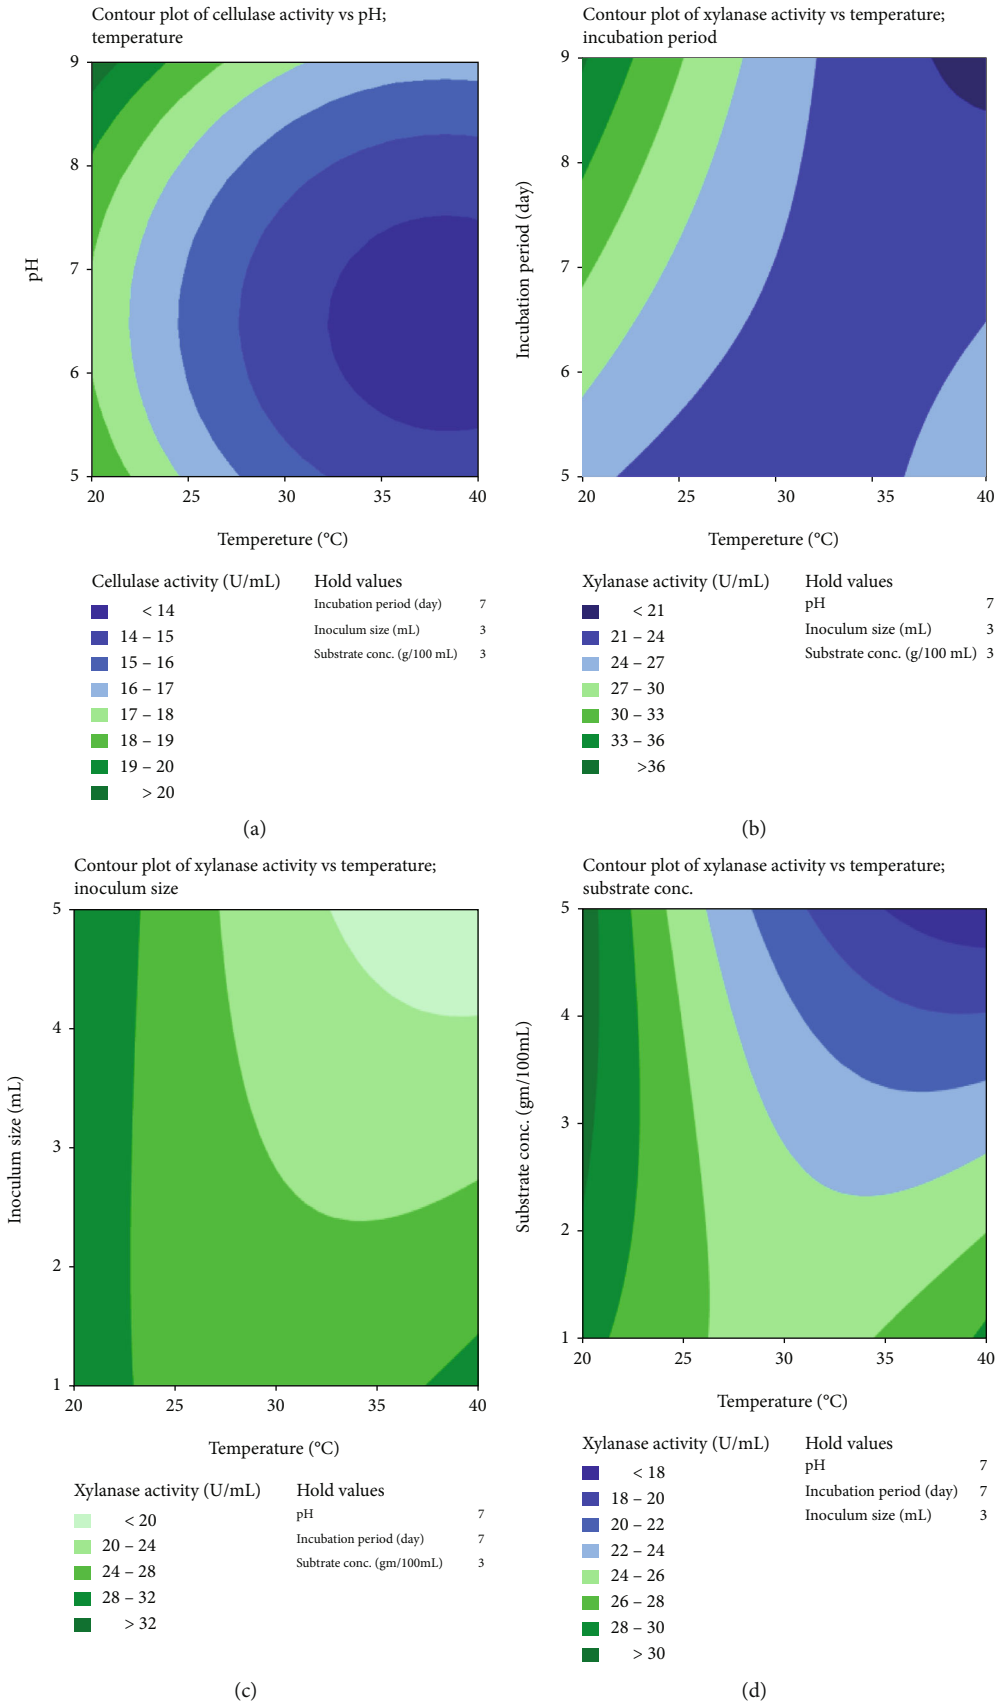 Contour plot of cellulase activity vs pH;
temperature
9
8
7
6
5
pH
20 25 30 35 40
Tempereture (°C)
Cellulase activity (U/mL)
< 14
14 – 15
15 – 16
16 – 17
17 – 18
18 – 19
19 – 20
> 20
Hold values
Incubation period (day) 7
Inoculum size (mL) 3
Substrate conc. (g/100 mL) 3
(a)
Contour plot of xylanase activity vs temperature;
incubation period
9
8
7
6
5
Incubation period (day)
20 25 30 35 40
Tempereture (°C)
Xylanase activity (U/mL)
< 21
21 – 24
24 – 27
27 – 30
30 – 33
33 – 36
>36
Hold values
pH 7
Inoculum size (mL) 3
Substrate conc. (g/100 mL) 3
(b)
Contour plot of xylanase activity vs temperature;
inoculum size
5
4
3
2
1
Inoculum size (mL)
20 25 30 35 40
Temperature (°C)
Xylanase activity (U/mL)
< 20
20 – 24
24 – 28
28 – 32
> 32
Hold values
pH 7
Incubation period (day) 7
Subtrate conc. (gm/100mL) 3
(c)
Contour plot of xylanase activity vs temperature;
substrate conc.
5
4
3
2
1
Substrate conc. (gm/100mL)
20 25 30 35 40
Temperature (°C)
Xylanase activity (U/mL)
< 18
18 – 20
20 – 22
22 – 24
24 – 26
26 – 28
28 – 30
> 30
Hold values
pH 7
Incubation period (day) 7
Inoculum size (mL) 3
(d)